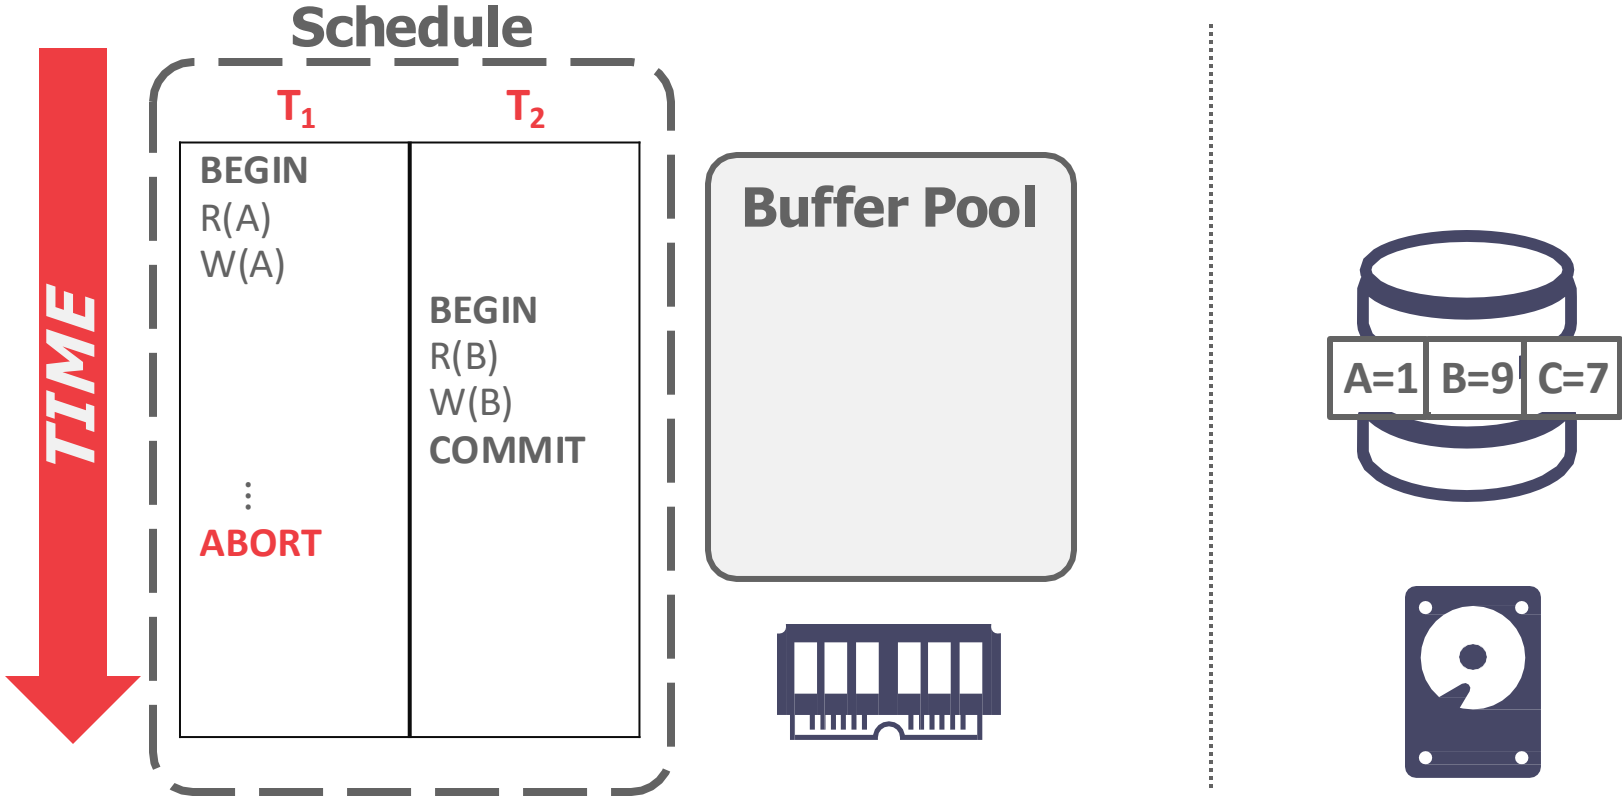 Schedule
TIME
T₁ T₂
BEGIN
R(A)
W(A)
BEGIN
R(B)
W(B)
COMMIT
⋮
ABORT
Buffer Pool
A=1 B=9 C=7